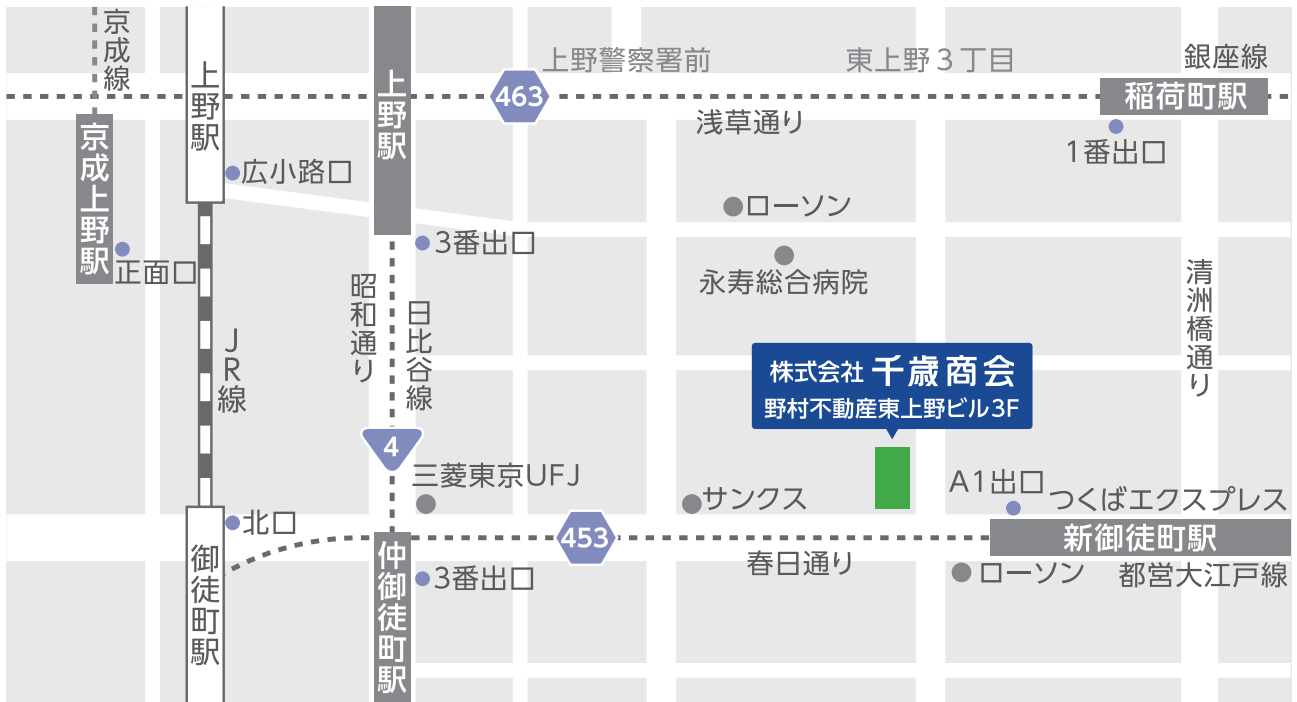 京成線
上野駅
上野駅
463
上野警察署前
東上野3丁目
銀座線
稲荷町駅
浅草通り
1番出口
京成上野駅
広小路口
ローソン
3番出口
正面口
永寿総合病院
昭和通り
日比谷線
清洲橋通り
JR線
株式会社 千歳商会
野村不動産東上野ビル3F
4
三菱東京UFJ
サンクス
A1出口
つくばエクスプレス
北口
453
新御徒町駅
春日通り
御徒町駅
仲御徒町駅
3番出口
ローソン
都営大江戸線